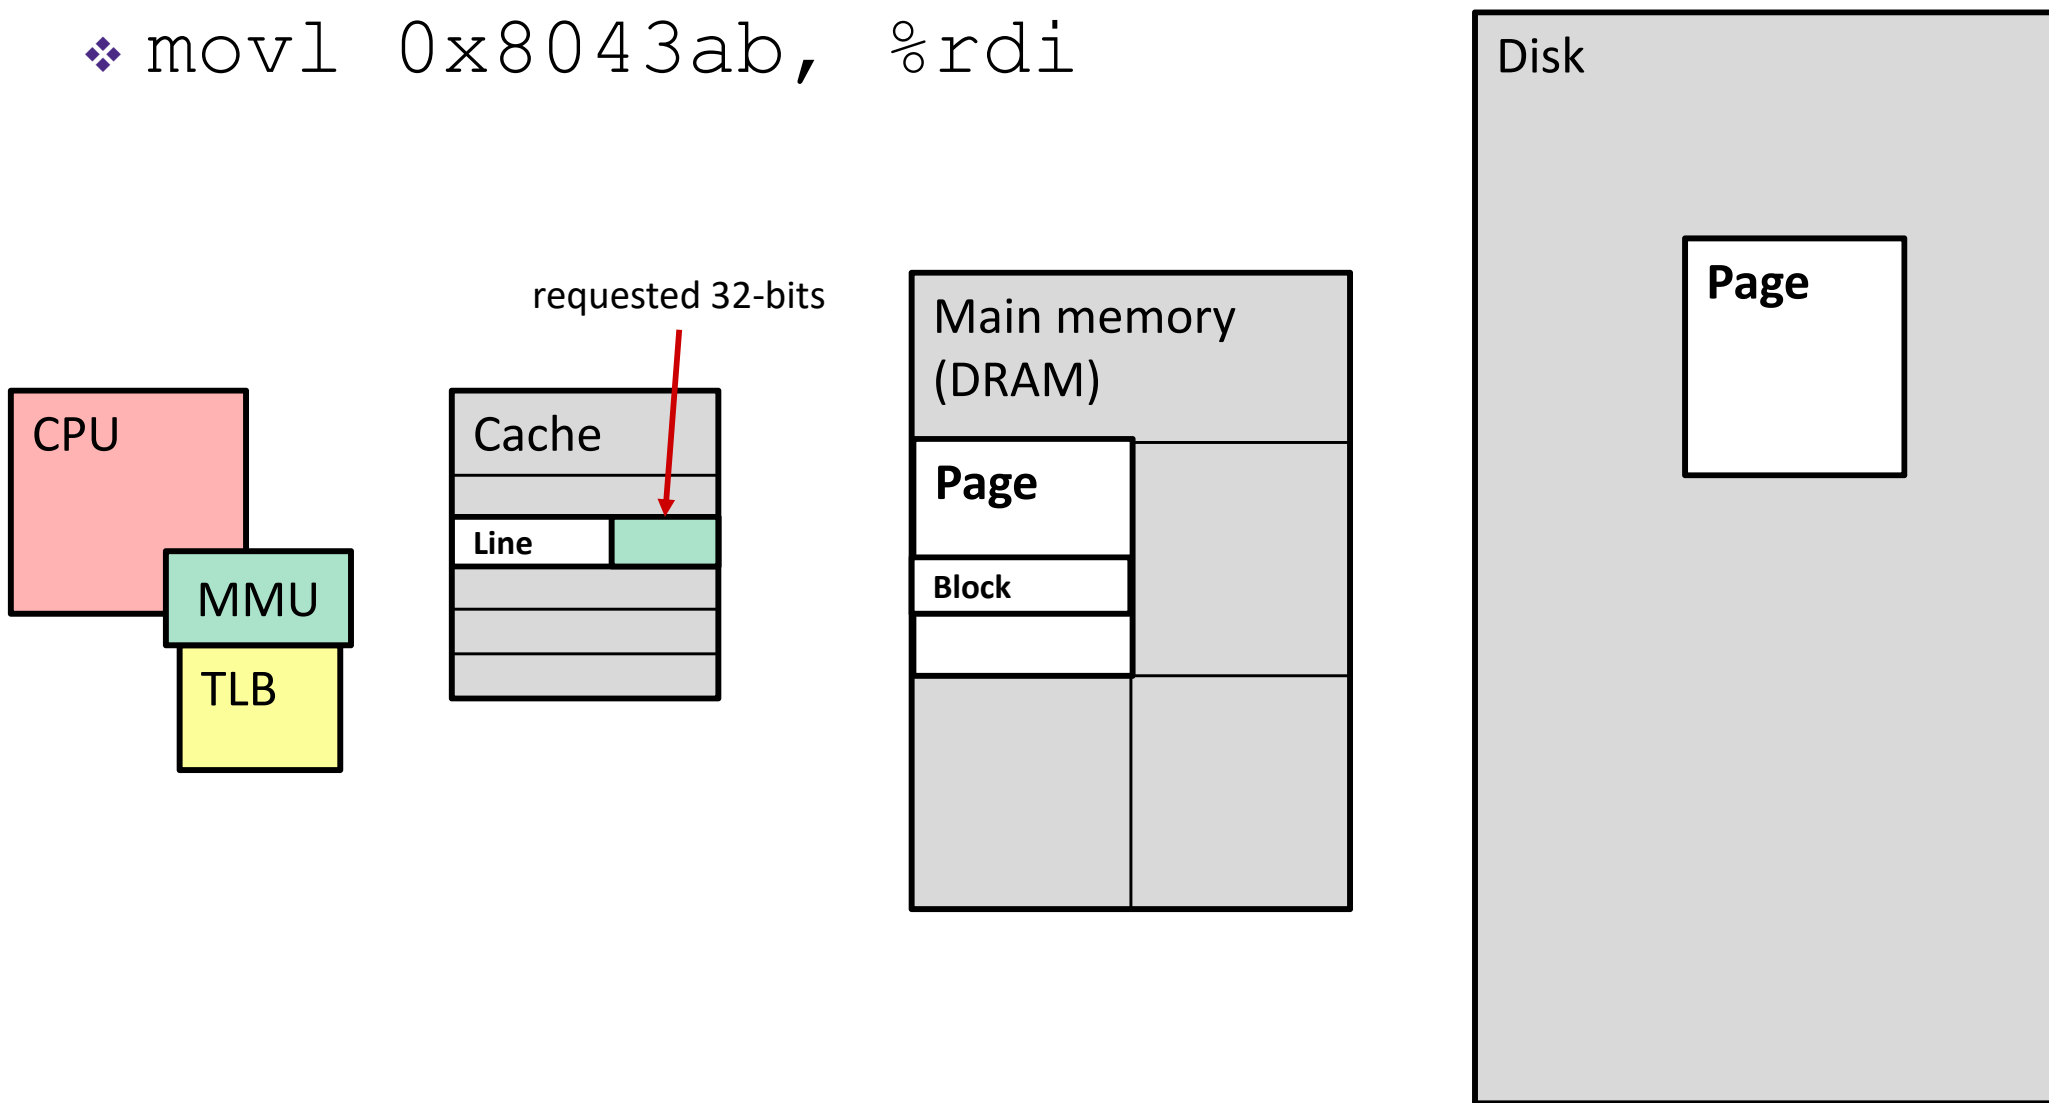 ❖ movl 0x8043ab, %rdi
Disk
Page
requested 32-bits
Main memory
(DRAM)
CPU
Cache
Page
Line
Block
MMU
TLB